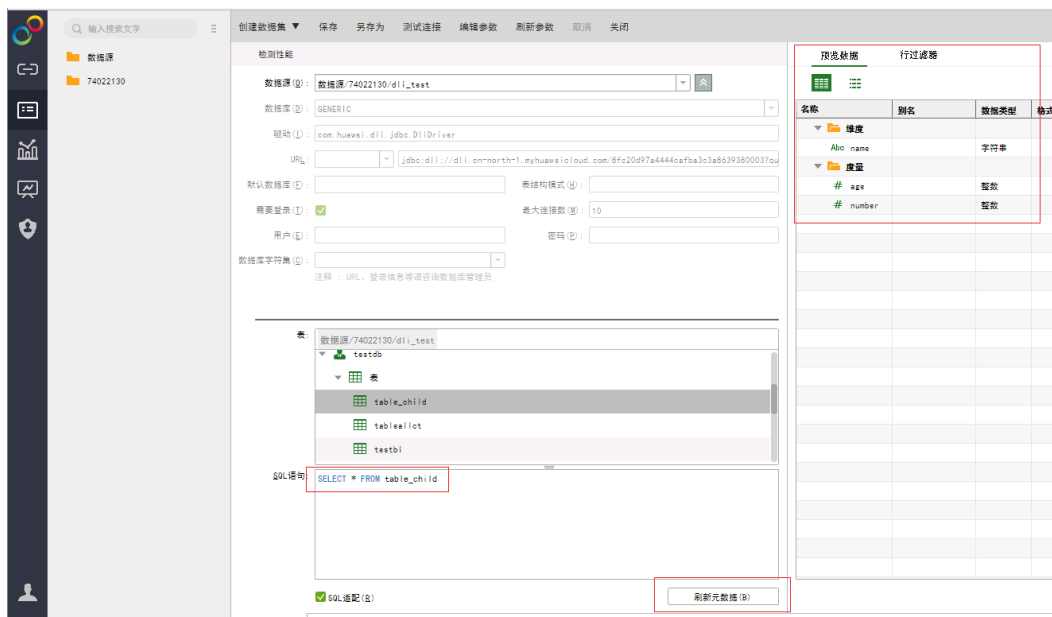 输入搜索文字
数据源
74022130
创建数据集 ▼ 保存 另存为 测试连接 编辑参数 刷新参数 取消 关闭
检测性能
数据源(O): 数据源/74022130/dli_test
数据库(D): GENERIC
驱动(I): com.huawei.dli.jdbc.DliDriver
URL: jdbc:dli://dli.cn-north-1.myhuaweicloud.com/8fc20d97a4444cafba3c3a8639380003?qu
默认数据库(F): 表结构模式(H):
需要登录(T): 最大连接数(M): 10
用户(E): 密码(P):
数据库字符集(C):
注释 : URL、登录信息等请咨询数据库管理员
表: 数据源/74022130/dli_test
testdb
表
table_child
tableallct
testbi
SQL语句: SELECT * FROM table_child
SQL适配(R) 刷新元数据(B)
预览数据 行过滤器
名称 别名 数据类型 格式
维度
Abc name 字符串
度量
# age 整数
# number 整数